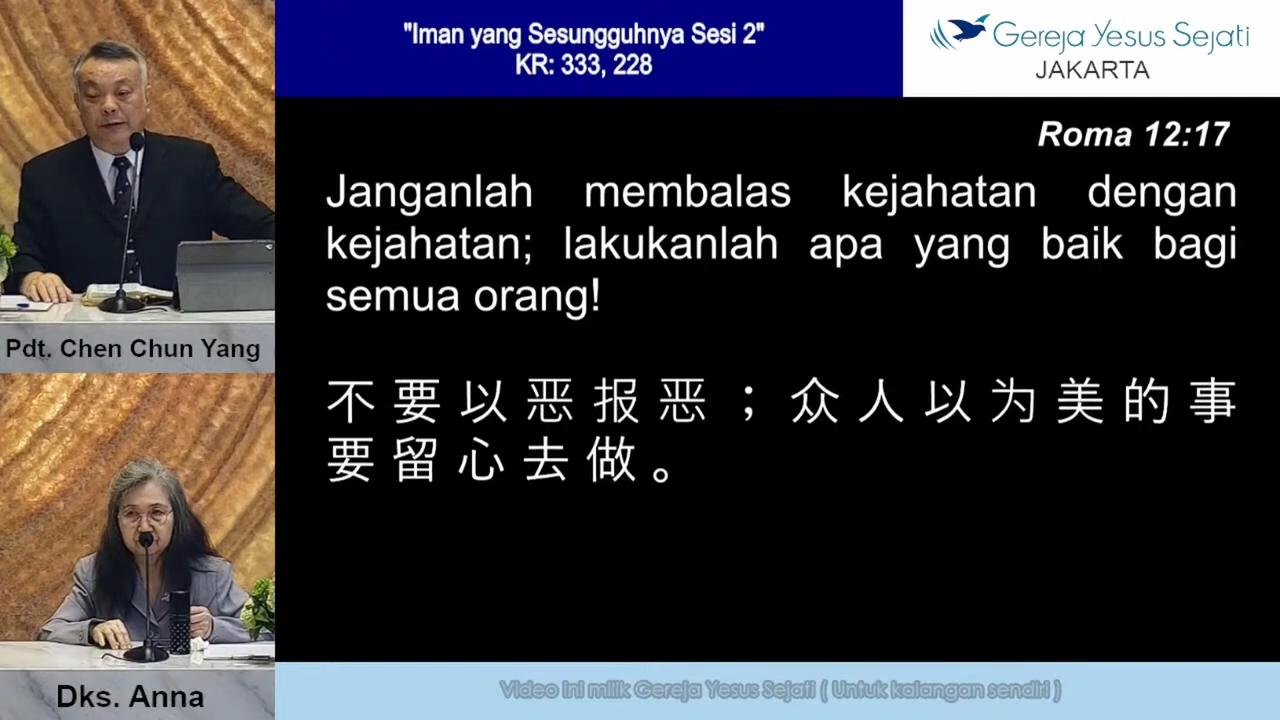 "Iman yang Sesungguhnya Sesi 2"
KR: 333, 228
Gereja Yesus Sejati
JAKARTA
Roma 12:17
Janganlah membalas kejahatan dengan
kejahatan; lakukanlah apa yang baik bagi
semua orang!
不要以恶报恶；众人以为美的事
要留心去做。
Pdt. Chen Chun Yang
Dks. Anna
Video ini milik Gereja Yesus Sejati ( Untuk kalangan sendiri )